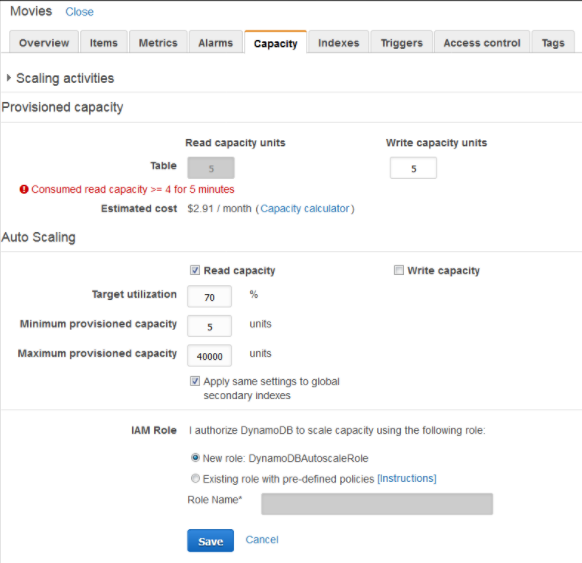 Movies Close
Overview Items Metrics Alarms Capacity Indexes Triggers Access control Tags
Scaling activities
Provisioned capacity
Read capacity units Write capacity units
Table 5 5
Consumed read capacity >= 4 for 5 minutes
Estimated cost $2.91 / month (Capacity calculator)
Auto Scaling
Read capacity Write capacity
Target utilization 70 %
Minimum provisioned capacity 5 units
Maximum provisioned capacity 40000 units
Apply same settings to global
secondary indexes
IAM Role I authorize DynamoDB to scale capacity using the following role:
New role: DynamoDBAutoscaleRole
Existing role with pre-defined policies [Instructions]
Role Name*
Save Cancel